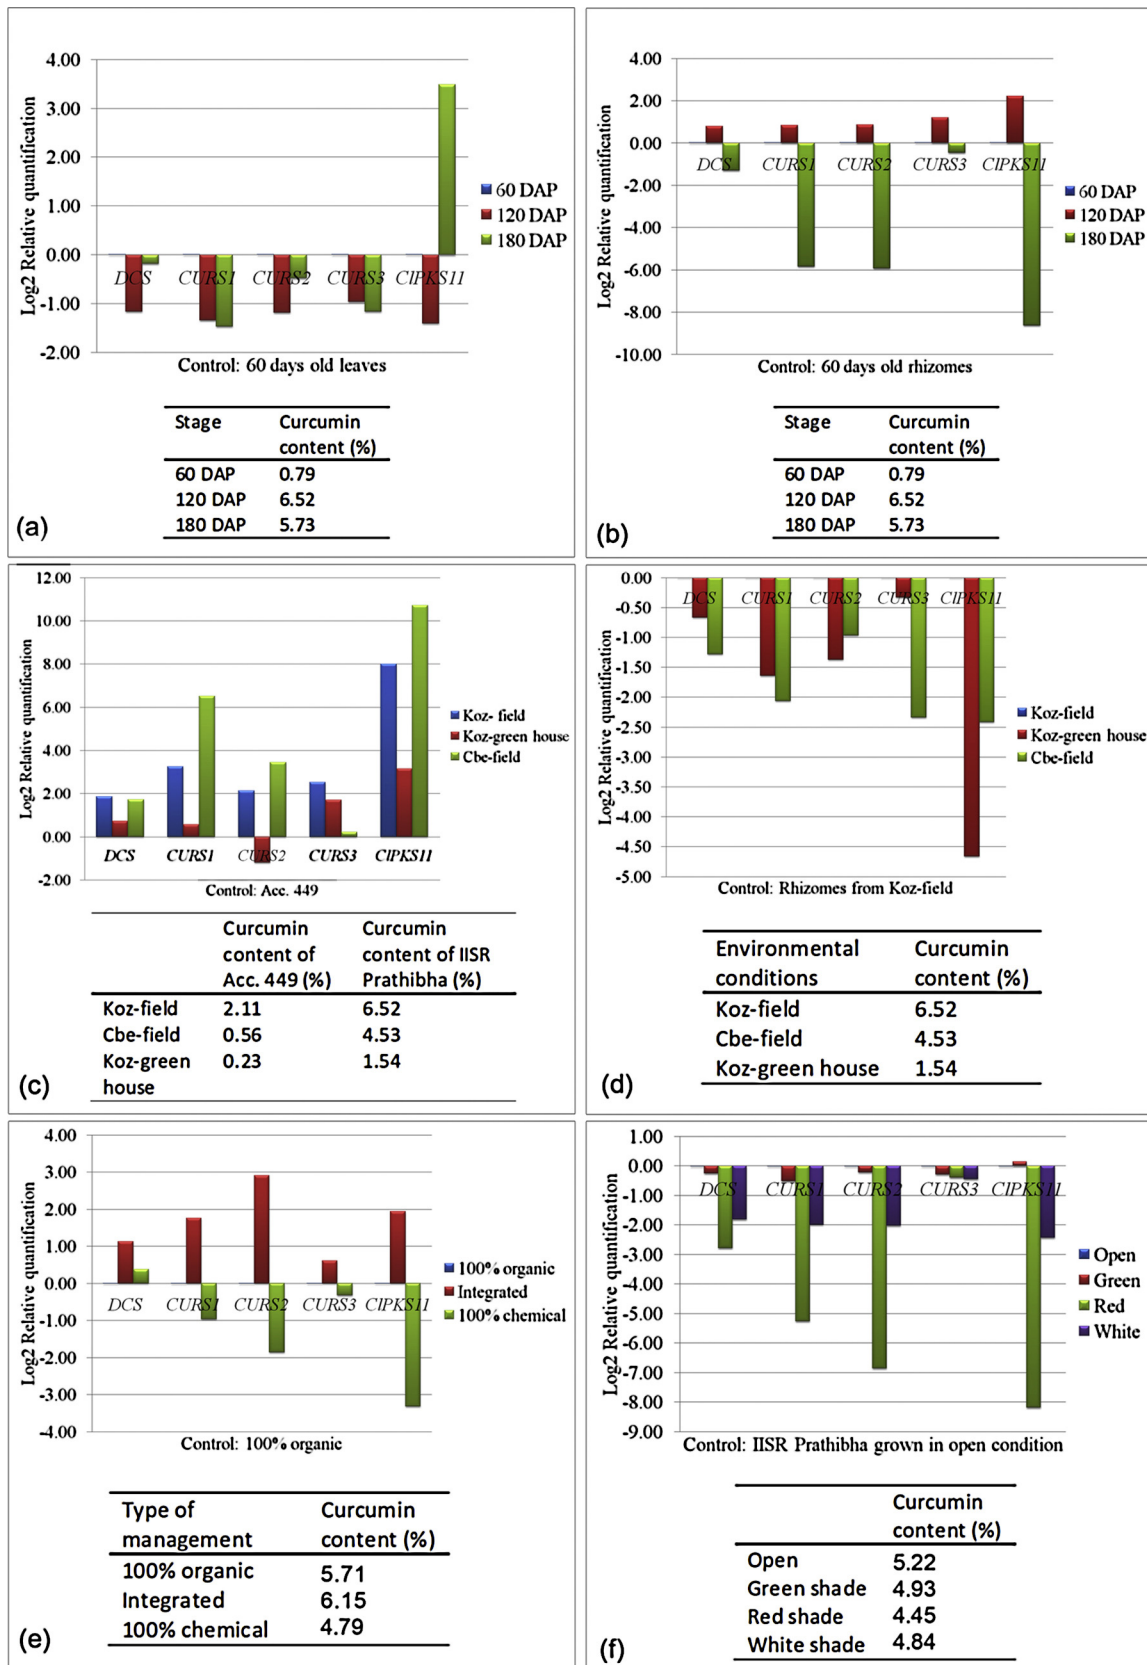 4.00
3.00
2.00
1.00
0.00
-1.00
-2.00
Log2 Relative quantification
DCS CURS1 CURS2 CURS3 ClPKS11
60 DAP
120 DAP
180 DAP
Control: 60 days old leaves
Stage Curcumin content (%)
60 DAP 0.79
120 DAP 6.52
180 DAP 5.73
(a)
4.00
2.00
0.00
-2.00
-4.00
-6.00
-8.00
-10.00
Log2 Relative quantification
DCS CURS1 CURS2 CURS3 ClPKS11
60 DAP
120 DAP
180 DAP
Control: 60 days old rhizomes
Stage Curcumin content (%)
60 DAP 0.79
120 DAP 6.52
180 DAP 5.73
(b)
12.00
10.00
8.00
6.00
4.00
2.00
0.00
-2.00
Log2 Relative quantification
DCS CURS1 CURS2 CURS3 ClPKS11
Koz- field
Koz-green house
Cbe-field
Control: Acc. 449
Curcumin content of Acc. 449 (%) Curcumin content of IISR Prathibha (%)
Koz-field 2.11 6.52
Cbe-field 0.56 4.53
Koz-green house 0.23 1.54
(c)
0.00
-0.50
-1.00
-1.50
-2.00
-2.50
-3.00
-3.50
-4.00
-4.50
-5.00
Log2 Relative quantification
DCS CURS1 CURS2 CURS3 ClPKS11
Koz-field
Koz-green house
Cbe-field
Control: Rhizomes from Koz-field
Environmental conditions Curcumin content (%)
Koz-field 6.52
Cbe-field 4.53
Koz-green house 1.54
(d)
4.00
3.00
2.00
1.00
0.00
-1.00
-2.00
-3.00
-4.00
Log2 Relative quantification
DCS CURS1 CURS2 CURS3 ClPKS11
100% organic
Integrated
100% chemical
Control: 100% organic
Type of management Curcumin content (%)
100% organic 5.71
Integrated 6.15
100% chemical 4.79
(e)
1.00
0.00
-1.00
-2.00
-3.00
-4.00
-5.00
-6.00
-7.00
-8.00
-9.00
Log2 Relative quantification
DCS CURS1 CURS2 CURS3 ClPKS11
Open
Green
Red
White
Control: IISR Prathibha grown in open condition
Curcumin content (%)
Open 5.22
Green shade 4.93
Red shade 4.45
White shade 4.84
(f)